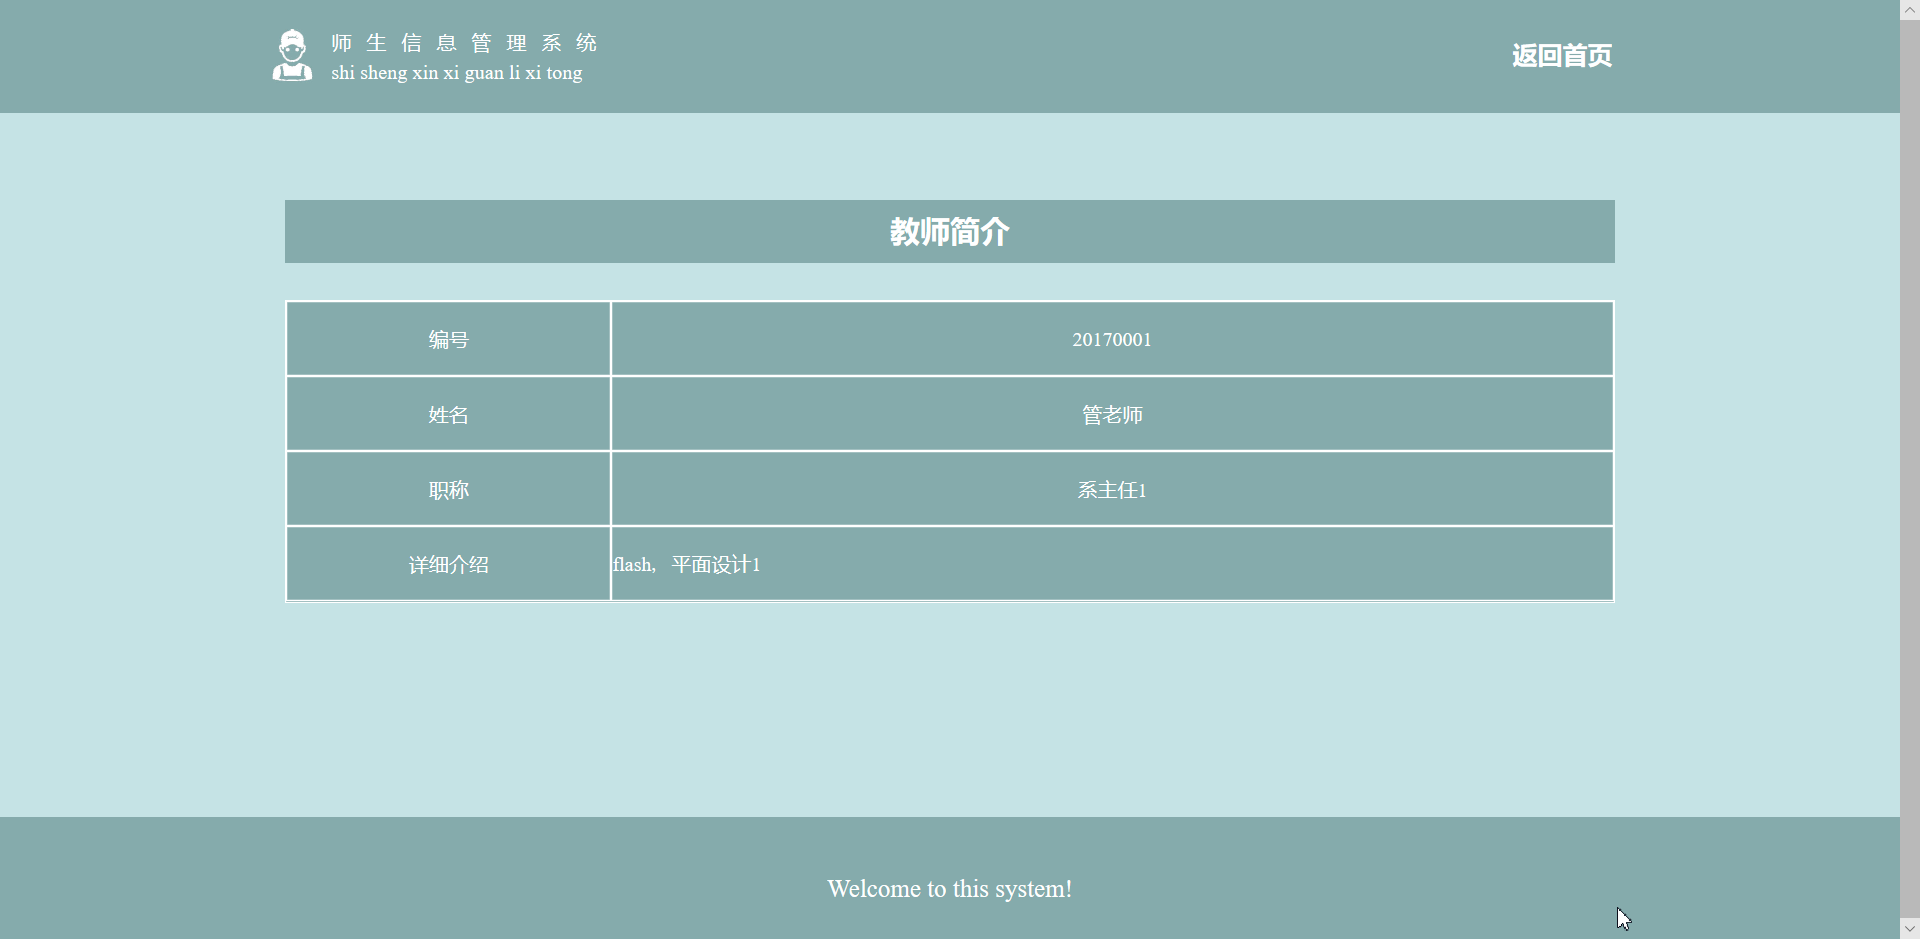 师生信息管理系统
shi sheng xin xi guan li xi tong
返回首页
教师简介
编号 20170001
姓名 管老师
职称 系主任1
详细介绍 flash,  平面设计1
Welcome to this system!